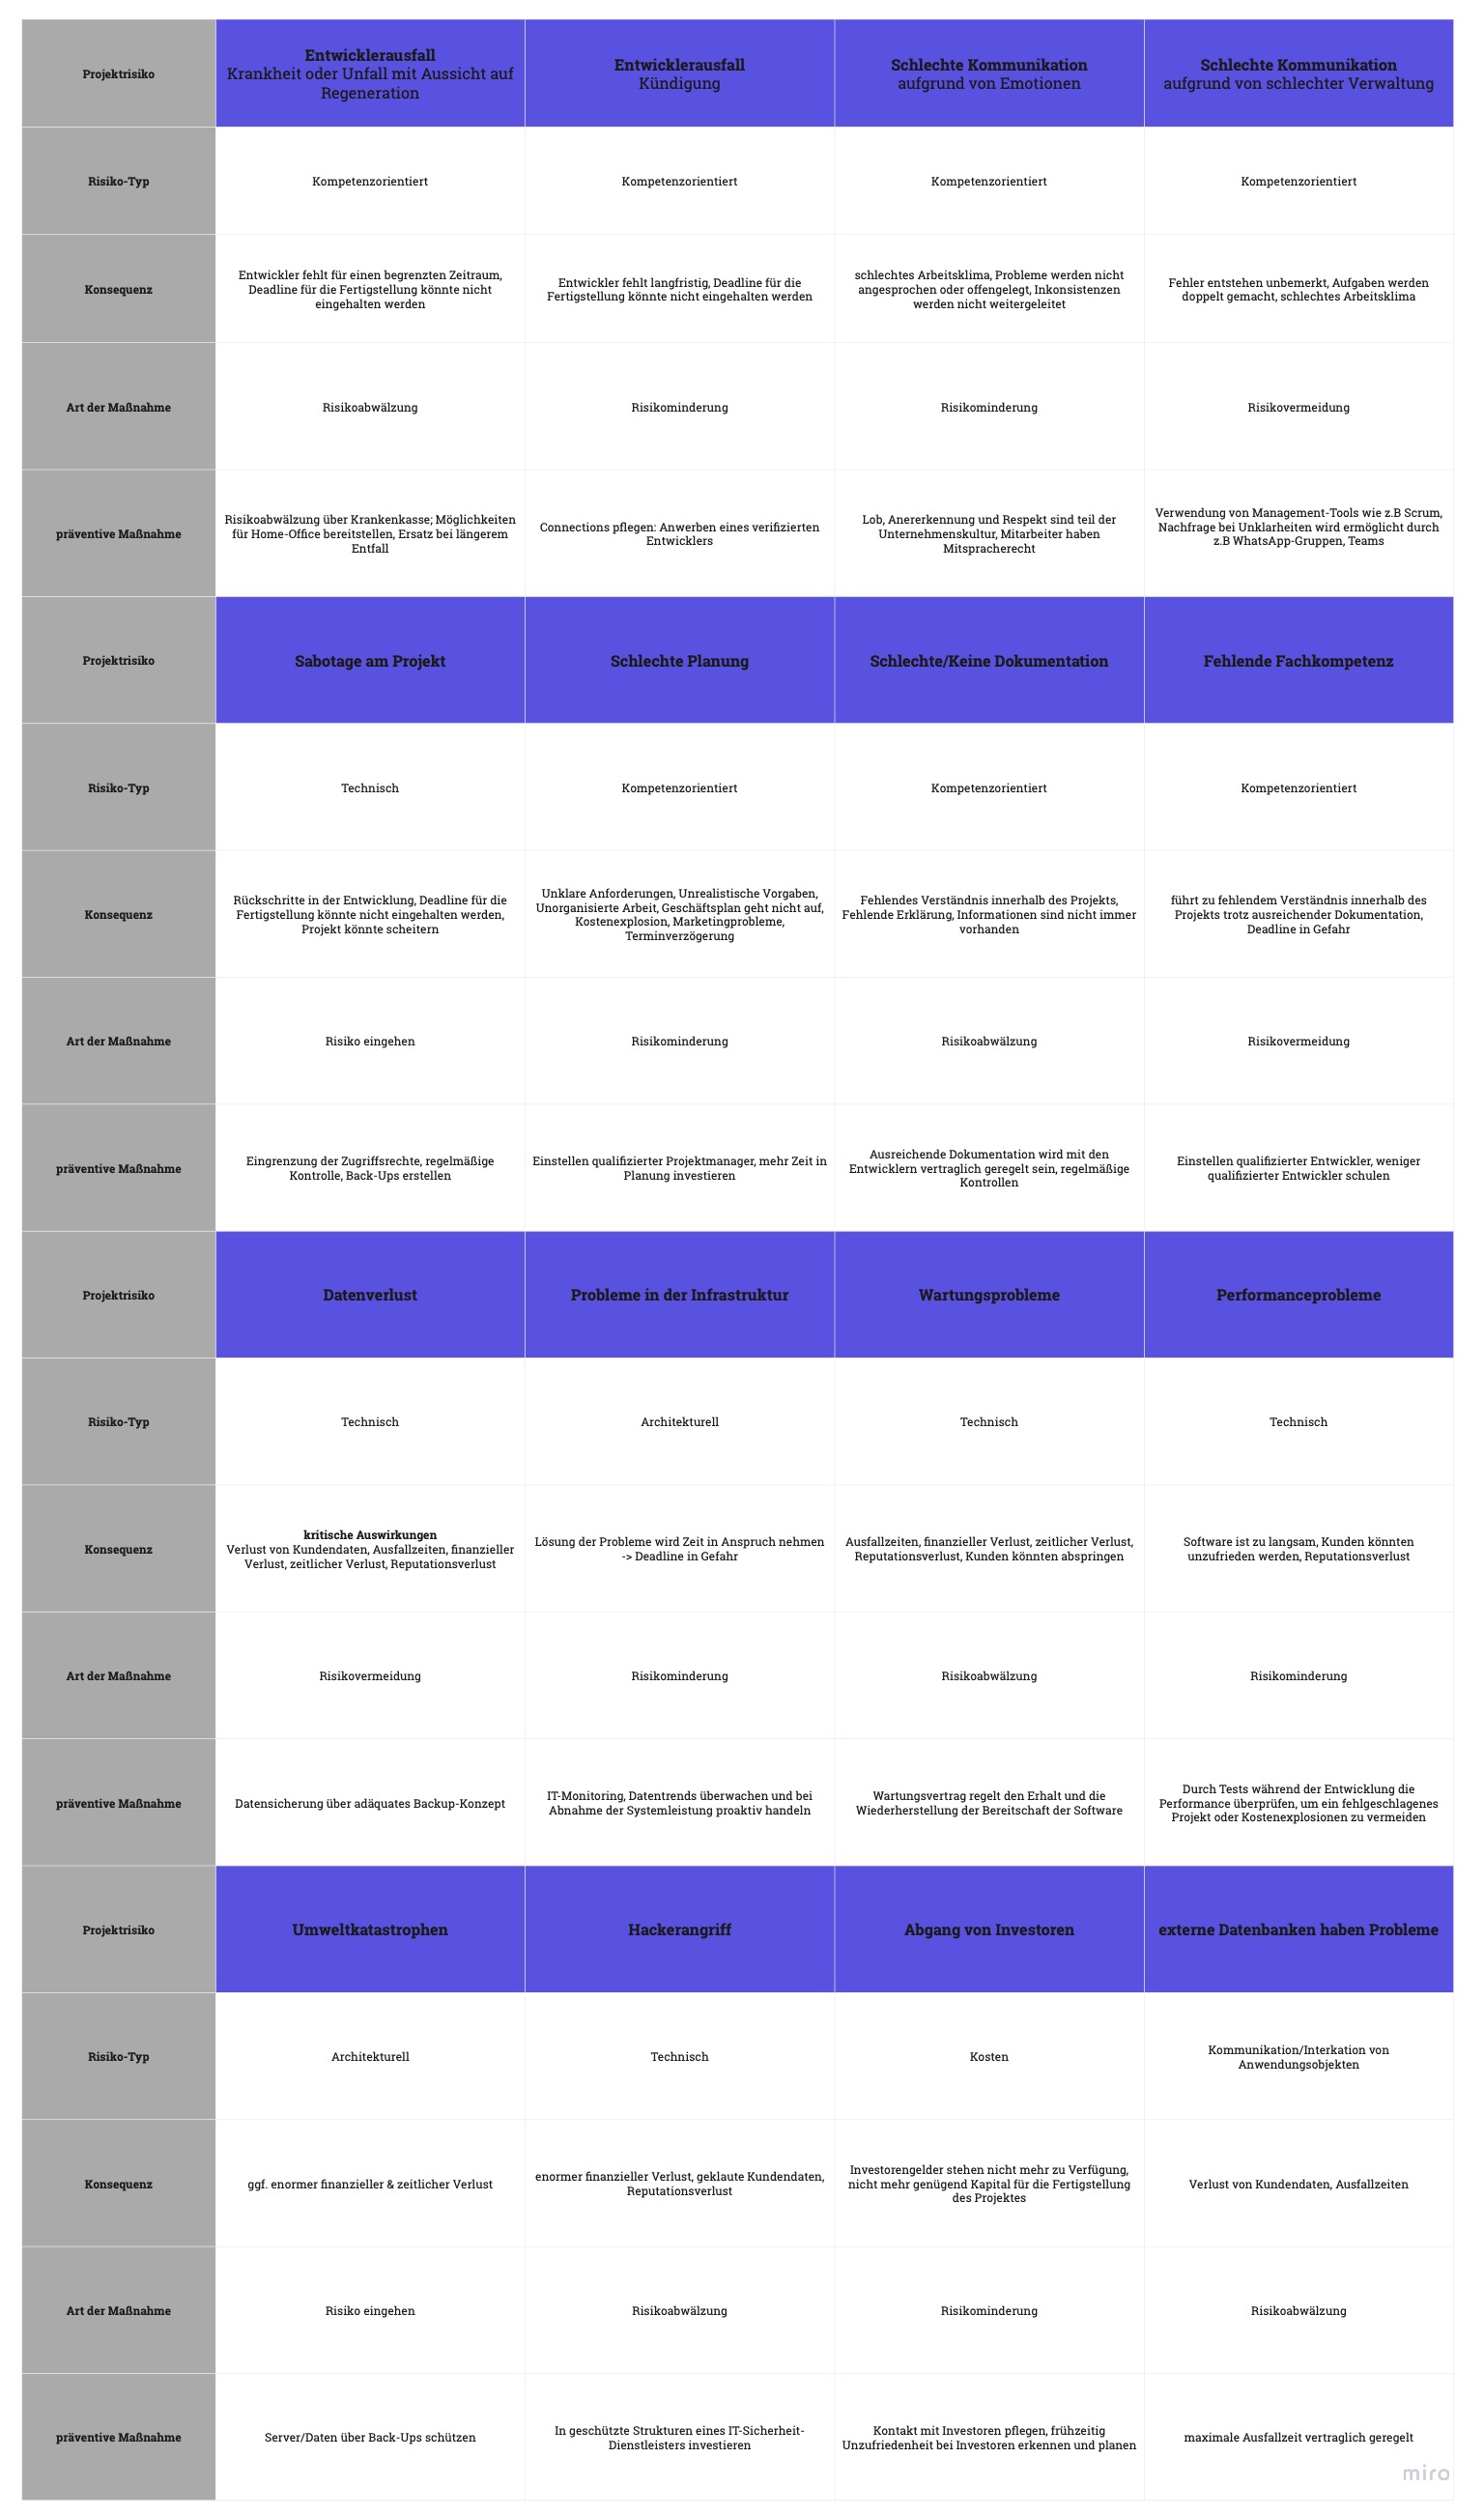 Projektrisiko
Entwicklerausfall
Krankheit oder Unfall mit Aussicht auf
Regeneration
Entwicklerausfall
Kündigung
Schlechte Kommunikation
aufgrund von Emotionen
Schlechte Kommunikation
aufgrund von schlechter Verwaltung
Risiko-Typ
Kompetenzorientiert
Kompetenzorientiert
Kompetenzorientiert
Kompetenzorientiert
Konsequenz
Entwickler fehlt für einen begrenzten Zeitraum,
Deadline für die Fertigstellung könnte nicht
eingehalten werden
Entwickler fehlt langfristig, Deadline für die
Fertigstellung könnte nicht eingehalten werden
schlechtes Arbeitsklima, Probleme werden nicht
angesprochen oder offengelegt, Inkonsistenzen
werden nicht weitergeleitet
Fehler entstehen unbemerkt, Aufgaben werden
doppelt gemacht, schlechtes Arbeitsklima
Art der Maßnahme
Risikoabwälzung
Risikominderung
Risikominderung
Risikovermeidung
präventive Maßnahme
Risikoabwälzung über Krankenkasse; Möglichkeiten
für Home-Office bereitstellen, Ersatz bei längerem
Entfall
Connections pflegen: Anwerben eines verifizierten
Entwicklers
Lob, Anererkennung und Respekt sind teil der
Unternehmenskultur, Mitarbeiter haben
Mitspracherecht
Verwendung von Management-Tools wie z.B Scrum,
Nachfrage bei Unklarheiten wird ermöglicht durch
z.B WhatsApp-Gruppen, Teams
Projektrisiko
Sabotage am Projekt
Schlechte Planung
Schlechte/Keine Dokumentation
Fehlende Fachkompetenz
Risiko-Typ
Technisch
Kompetenzorientiert
Kompetenzorientiert
Kompetenzorientiert
Konsequenz
Rückschritte in der Entwicklung, Deadline für die
Fertigstellung könnte nicht eingehalten werden,
Projekt könnte scheitern
Unklare Anforderungen, Unrealistische Vorgaben,
Unorganisierte Arbeit, Geschäftsplan geht nicht auf,
Kostenexplosion, Marketingprobleme,
Terminverzögerung
Fehlendes Verständnis innerhalb des Projekts,
Fehlende Erklärung, Informationen sind nicht immer
vorhanden
führt zu fehlendem Verständnis innerhalb des
Projekts trotz ausreichender Dokumentation,
Deadline in Gefahr
Art der Maßnahme
Risiko eingehen
Risikominderung
Risikoabwälzung
Risikovermeidung
präventive Maßnahme
Eingrenzung der Zugriffsrechte, regelmäßige
Kontrolle, Back-Ups erstellen
Einstellen qualifizierter Projektmanager, mehr Zeit in
Planung investieren
Ausreichende Dokumentation wird mit den
Entwicklern vertraglich geregelt sein, regelmäßige
Kontrollen
Einstellen qualifizierter Entwickler, weniger
qualifizierter Entwickler schulen
Projektrisiko
Datenverlust
Probleme in der Infrastruktur
Wartungsprobleme
Performanceprobleme
Risiko-Typ
Technisch
Architekturell
Technisch
Technisch
Konsequenz
kritische Auswirkungen
Verlust von Kundendaten, Ausfallzeiten, finanzieller
Verlust, zeitlicher Verlust, Reputationsverlust
Lösung der Probleme wird Zeit in Anspruch nehmen
-> Deadline in Gefahr
Ausfallzeiten, finanzieller Verlust, zeitlicher Verlust,
Reputationsverlust, Kunden könnten abspringen
Software ist zu langsam, Kunden könnten
unzufrieden werden, Reputationsverlust
Art der Maßnahme
Risikovermeidung
Risikominderung
Risikoabwälzung
Risikominderung
präventive Maßnahme
Datensicherung über adäquates Backup-Konzept
IT-Monitoring, Datentrends überwachen und bei
Abnahme der Systemleistung proaktiv handeln
Wartungsvertrag regelt den Erhalt und die
Wiederherstellung der Bereitschaft der Software
Durch Tests während der Entwicklung die
Performance überprüfen, um ein fehlgeschlagenes
Projekt oder Kostenexplosionen zu vermeiden
Projektrisiko
Umweltkatastrophen
Hackerangriff
Abgang von Investoren
externe Datenbanken haben Probleme
Risiko-Typ
Architekturell
Technisch
Kosten
Kommunikation/Interkation von
Anwendungsobjekten
Konsequenz
ggf. enormer finanzieller & zeitlicher Verlust
enormer finanzieller Verlust, geklaute Kundendaten,
Reputationsverlust
Investorengelder stehen nicht mehr zu Verfügung,
nicht mehr genügend Kapital für die Fertigstellung
des Projektes
Verlust von Kundendaten, Ausfallzeiten
Art der Maßnahme
Risiko eingehen
Risikoabwälzung
Risikominderung
Risikoabwälzung
präventive Maßnahme
Server/Daten über Back-Ups schützen
In geschützte Strukturen eines IT-Sicherheit-
Dienstleisters investieren
Kontakt mit Investoren pflegen, frühzeitig
Unzufriedenheit bei Investoren erkennen und planen
maximale Ausfallzeit vertraglich geregelt
miro